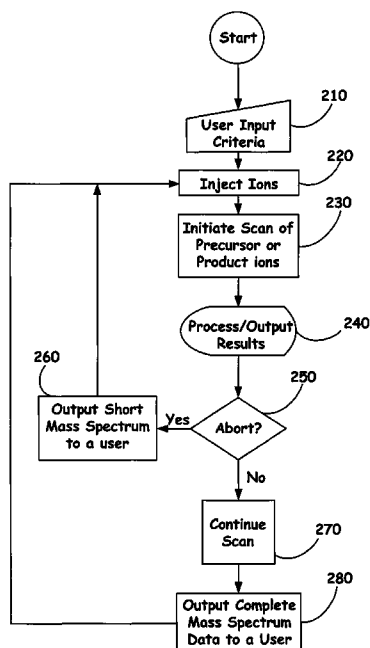 Start
210
User Input
Criteria
220
Inject Ions
230
Initiate Scan of
Precursor or
Product ions
Process/Output
Results
240
250
260
Output Short
Mass Spectrum
to a user
Yes
Abort?
No
Continue
Scan
270
280
Output Complete
Mass Spectrum
Data to a User